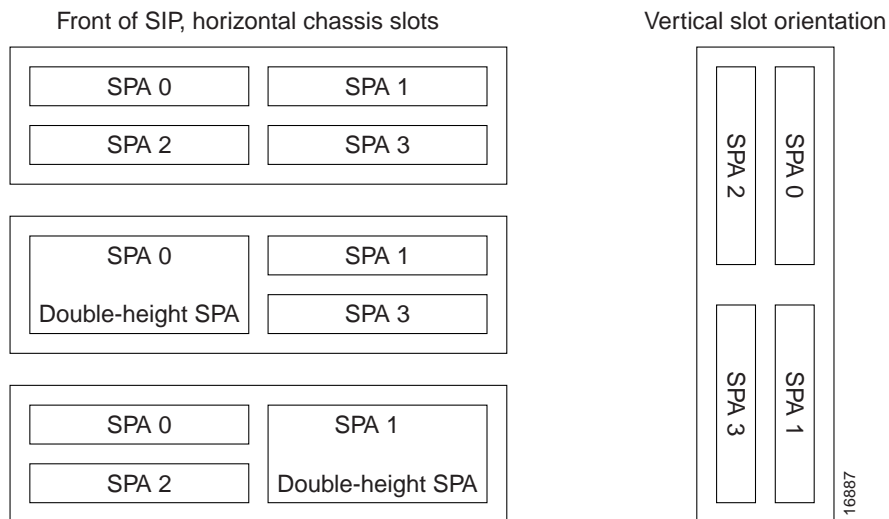 Front of SIP, horizontal chassis slots
SPA 0
SPA 1
SPA 2
SPA 3
SPA 0
Double-height SPA
SPA 1
SPA 3
SPA 0
SPA 2
SPA 1
Double-height SPA
Vertical slot orientation
SPA 2
SPA 0
SPA 3
SPA 1
16887